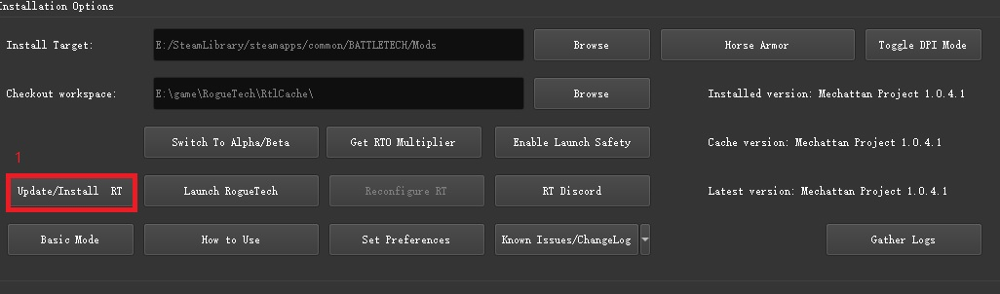 Installation Options
Install Target: E:/SteamLibrary/steamapps/common/BATTLETECH/Mods Browse Horse Armor Toggle DPI Mode
Checkout workspace: E:\game\RogueTech\RtlCache\ Browse Installed version: Mechattan Project 1.0.4.1
Switch To Alpha/Beta Get RTO Multiplier Enable Launch Safety Cache version: Mechattan Project 1.0.4.1
1
Update/Install RT Launch RogueTech Reconfigure RT RT Discord Latest version: Mechattan Project 1.0.4.1
Basic Mode How to Use Set Preferences Known Issues/ChangeLog Gather Logs